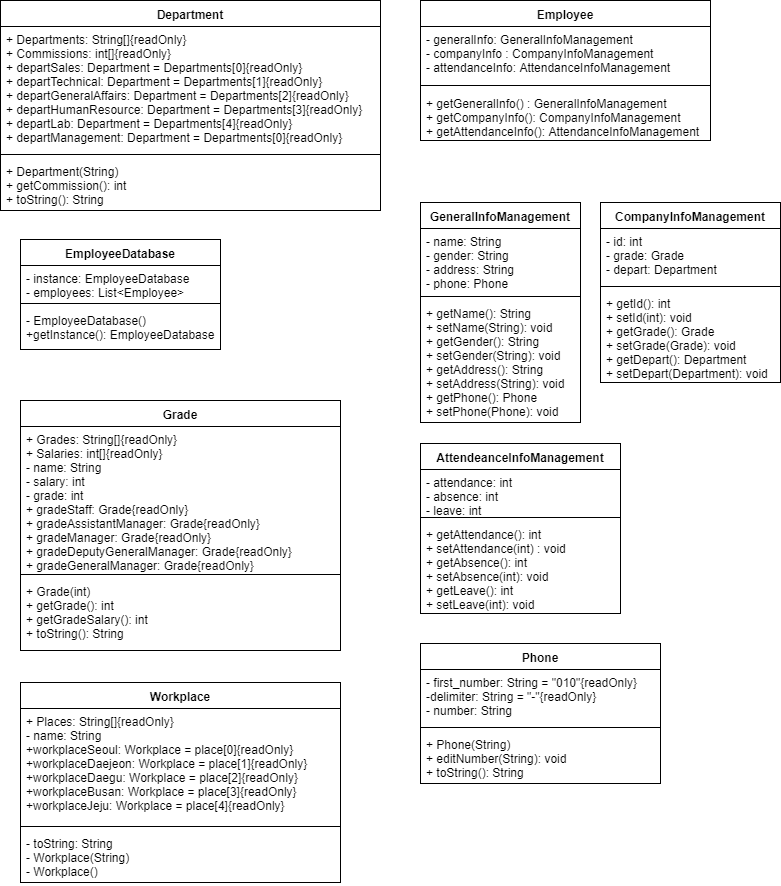 Department
+ Departments: String[]{readOnly}
+ Commissions: int[]{readOnly}
+ departSales: Department = Departments[0]{readOnly}
+ departTechnical: Department = Departments[1]{readOnly}
+ departGeneralAffairs: Department = Departments[2]{readOnly}
+ departHumanResource: Department = Departments[3]{readOnly}
+ departLab: Department = Departments[4]{readOnly}
+ departManagement: Department = Departments[0]{readOnly}
+ Department(String)
+ getCommission(): int
+ toString(): String
Employee
- generalInfo: GeneralInfoManagement
- companyInfo : CompanyInfoManagement
- attendanceInfo: AttendanceInfoManagement
+ getGeneralInfo() : GeneralInfoManagement
+ getCompanyInfo(): CompanyInfoManagement
+ getAttendanceInfo(): AttendanceInfoManagement
EmployeeDatabase
- instance: EmployeeDatabase
- employees: List<Employee>
- EmployeeDatabase()
+getInstance(): EmployeeDatabase
GeneralInfoManagement
- name: String
- gender: String
- address: String
- phone: Phone
+ getName(): String
+ setName(String): void
+ getGender(): String
+ setGender(String): void
+ getAddress(): String
+ setAddress(String): void
+ getPhone(): Phone
+ setPhone(Phone): void
CompanyInfoManagement
- id: int
- grade: Grade
- depart: Department
+ getId(): int
+ setId(int): void
+ getGrade(): Grade
+ setGrade(Grade): void
+ getDepart(): Department
+ setDepart(Department): void
Grade
+ Grades: String[]{readOnly}
+ Salaries: int[]{readOnly}
- name: String
- salary: int
- grade: int
+ gradeStaff: Grade{readOnly}
+ gradeAssistantManager: Grade{readOnly}
+ gradeManager: Grade{readOnly}
+ gradeDeputyGeneralManager: Grade{readOnly}
+ gradeGeneralManager: Grade{readOnly}
+ Grade(int)
+ getGrade(): int
+ getGradeSalary(): int
+ toString(): String
AttendeanceInfoManagement
- attendance: int
- absence: int
- leave: int
+ getAttendance(): int
+ setAttendance(int) : void
+ getAbsence(): int
+ setAbsence(int): void
+ getLeave(): int
+ setLeave(int): void
Workplace
+ Places: String[]{readOnly}
- name: String
+workplaceSeoul: Workplace = place[0]{readOnly}
+workplaceDaejeon: Workplace = place[1]{readOnly}
+workplaceDaegu: Workplace = place[2]{readOnly}
+workplaceBusan: Workplace = place[3]{readOnly}
+workplaceJeju: Workplace = place[4]{readOnly}
- toString: String
- Workplace(String)
- Workplace()
Phone
- first_number: String = "010"{readOnly}
-delimiter: String = "-"{readOnly}
- number: String
+ Phone(String)
+ editNumber(String): void
+ toString(): String